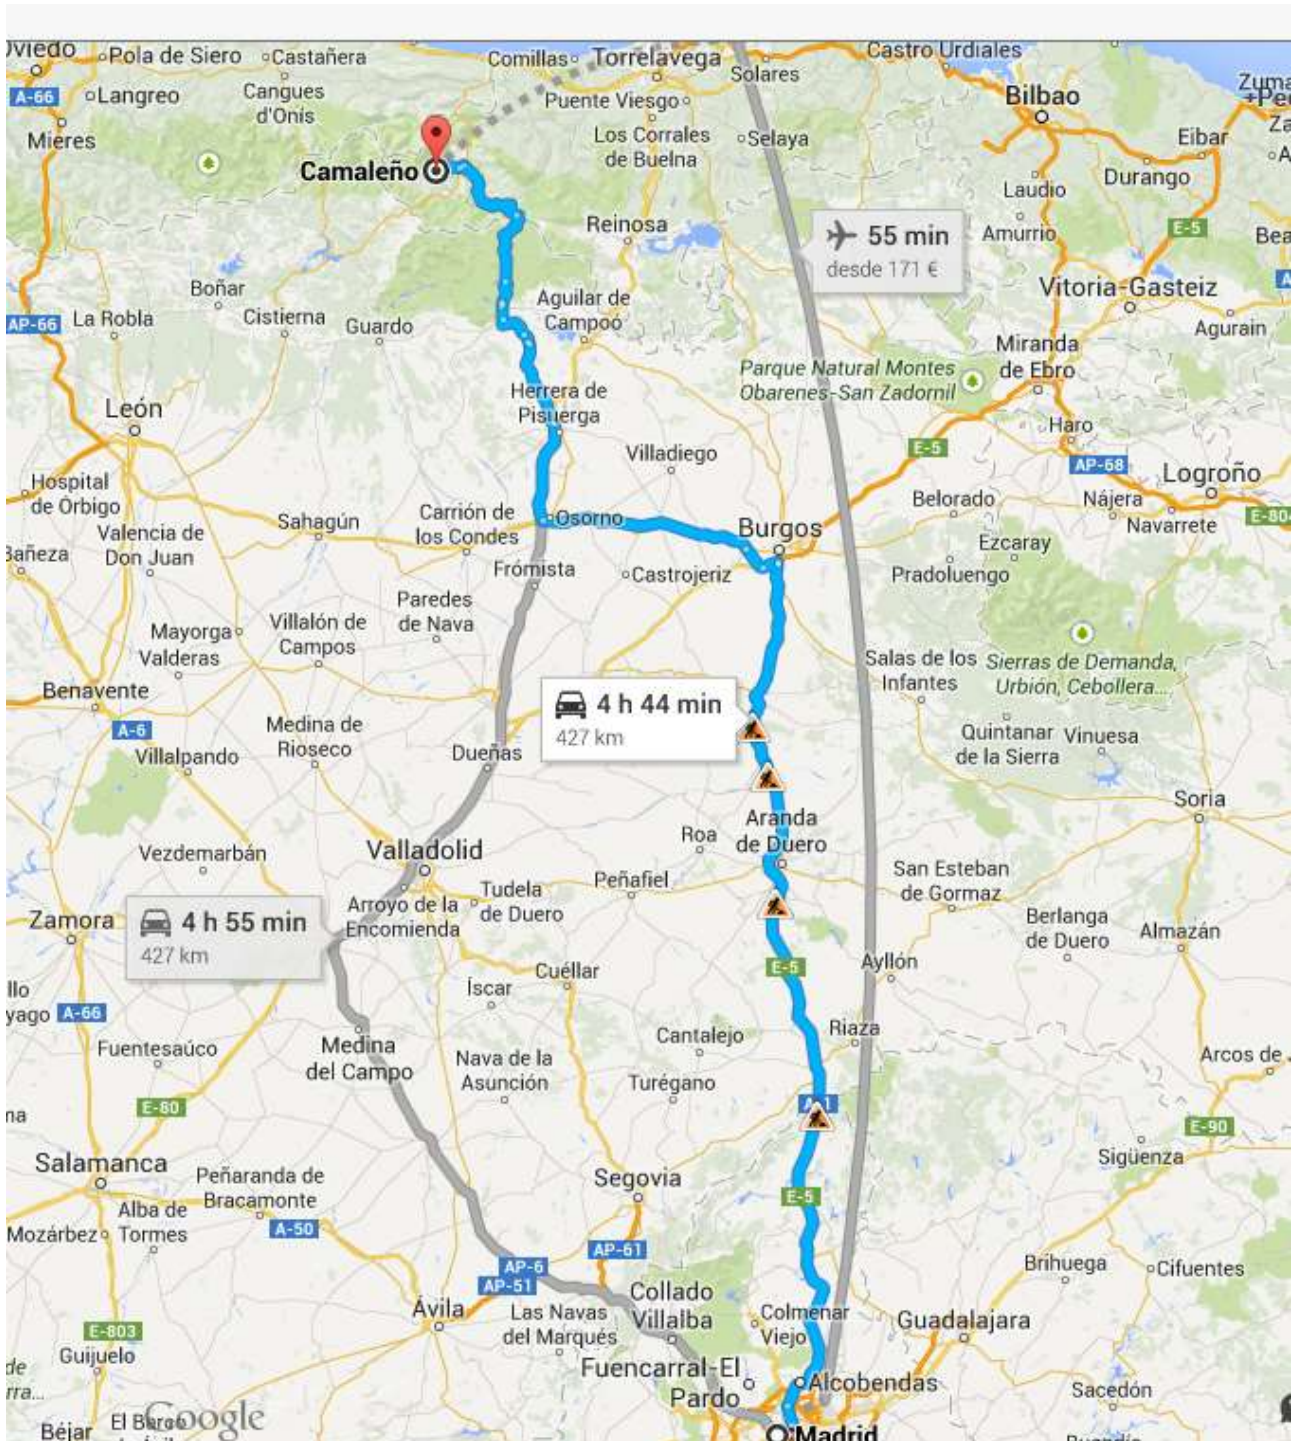 Oviedo
Pola de Siero
Castañera
Comillas
Torrelavega
Castro Urdiales
Solares
A-66
Langreo
Cangues
d'Onís
Puente Viesgo
Bilbao
Mieres
Los Corrales
de Buelna
Selaya
Eibar
Camaleño
Durango
Laudio
Reinosa
55 min
desde 171 €
Amurrio
E-5
Boñar
Vitoria-Gasteiz
AP-66
La Robla
Cistierna
Guardo
Aguilar de
Campoó
Agurain
Miranda
de Ebro
Parque Natural Montes
Obarenes-San Zadornil
León
Herrera de
Pisuerga
Haro
Villadiego
E-5
AP-68
Logroño
Hospital
de Órbigo
Belorado
Nájera
Navarrete
Valencia de
Don Juan
Sahagún
Carrión de
los Condes
Osorno
Burgos
Ezcaray
Frómista
Castrojeriz
Pradoluengo
Paredes
de Nava
Mayorga
Villalón de
Campos
Valderas
Salas de los
Infantes
Sierras de Demanda,
Urbión, Cebollera...
Benavente
4 h 44 min
427 km
A-6
Medina de
Rioseco
Quintanar
de la Sierra
Vinuesa
Villalpando
Dueñas
Soria
Aranda
de Duero
Roa
Valladolid
Vezdemarbán
San Esteban
de Gormaz
Peñafiel
Tudela
de Duero
Arroyo de la
Encomienda
Zamora
4 h 55 min
427 km
Berlanga
de Duero
Almazán
Cuéllar
E-5
Ayllón
Íscar
A-66
Riaza
Fuentesaúco
Medina
del Campo
Cantalejo
Nava de la
Asunción
Turégano
Arcos de
E-80
A-1
E-90
Sigüenza
Salamanca
Peñaranda de
Bracamonte
Segovia
E-5
Alba de
Tormes
Mozárbez
A-50
AP-61
AP-6
AP-51
Brihuega
Cifuentes
Collado
Villalba
Ávila
Las Navas
del Marqués
Colmenar
Viejo
Guadalajara
E-803
Guijuelo
Fuencarral-El
Pardo
Alcobendas
Sacedón
Google
Béjar
Madrid